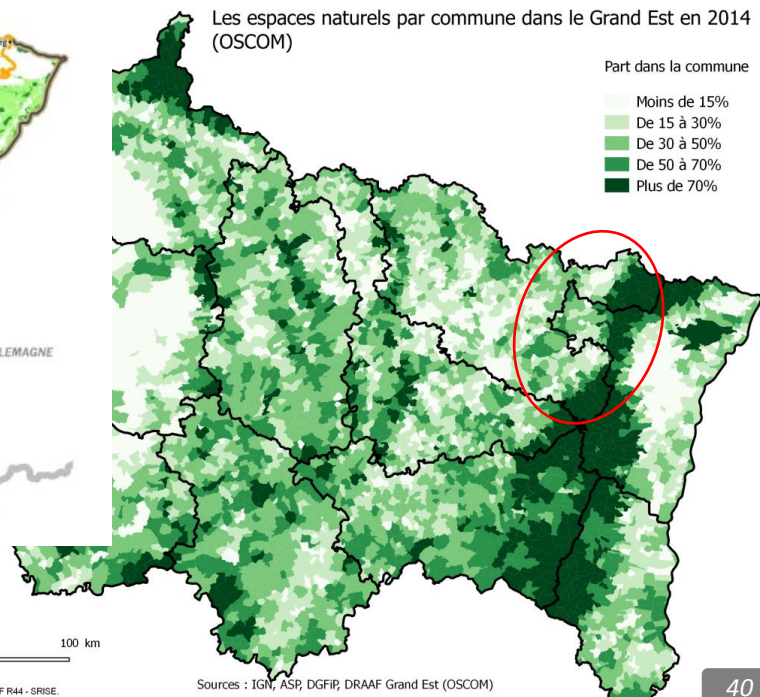 Les espaces naturels par commune dans le Grand Est en 2014
(OSCOM)
Part dans la commune
Moins de 15%
De 15 à 30%
De 30 à 50%
De 50 à 70%
Plus de 70%
LEMAGNE
100 km
F R44 - SRISE.
Sources : IGN, ASP, DGFiP, DRAAF Grand Est (OSCOM)
40